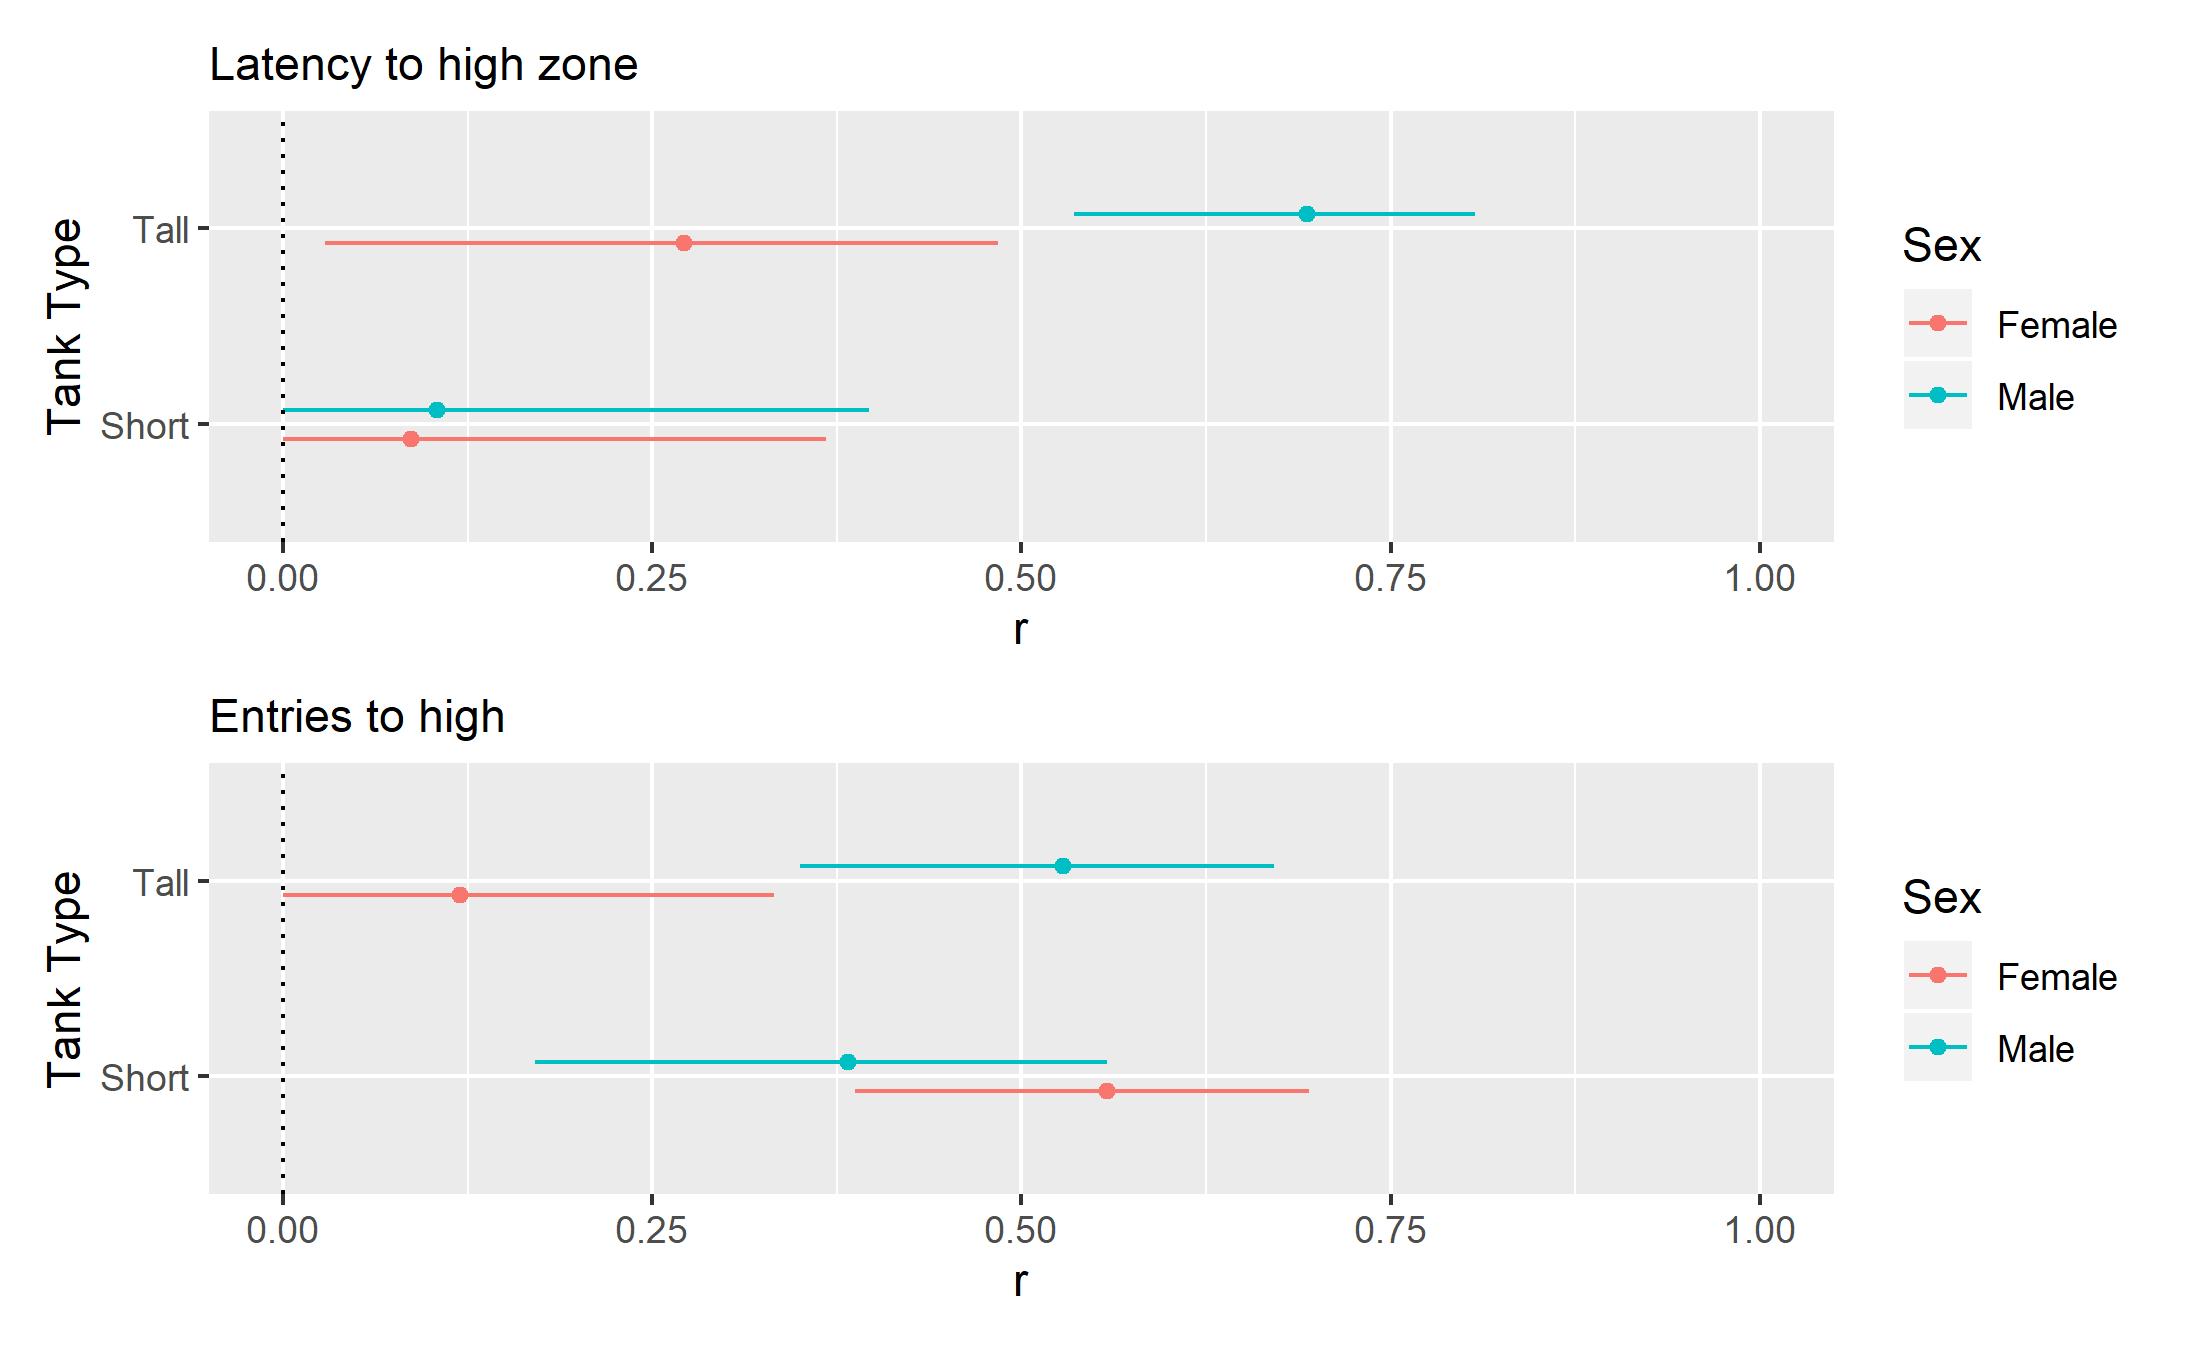 Latency to high zone
Tank Type
Tall
Short
0.00 0.25 0.50 0.75 1.00
r
Sex
Female
Male
Entries to high
Tank Type
Tall
Short
0.00 0.25 0.50 0.75 1.00
r
Sex
Female
Male